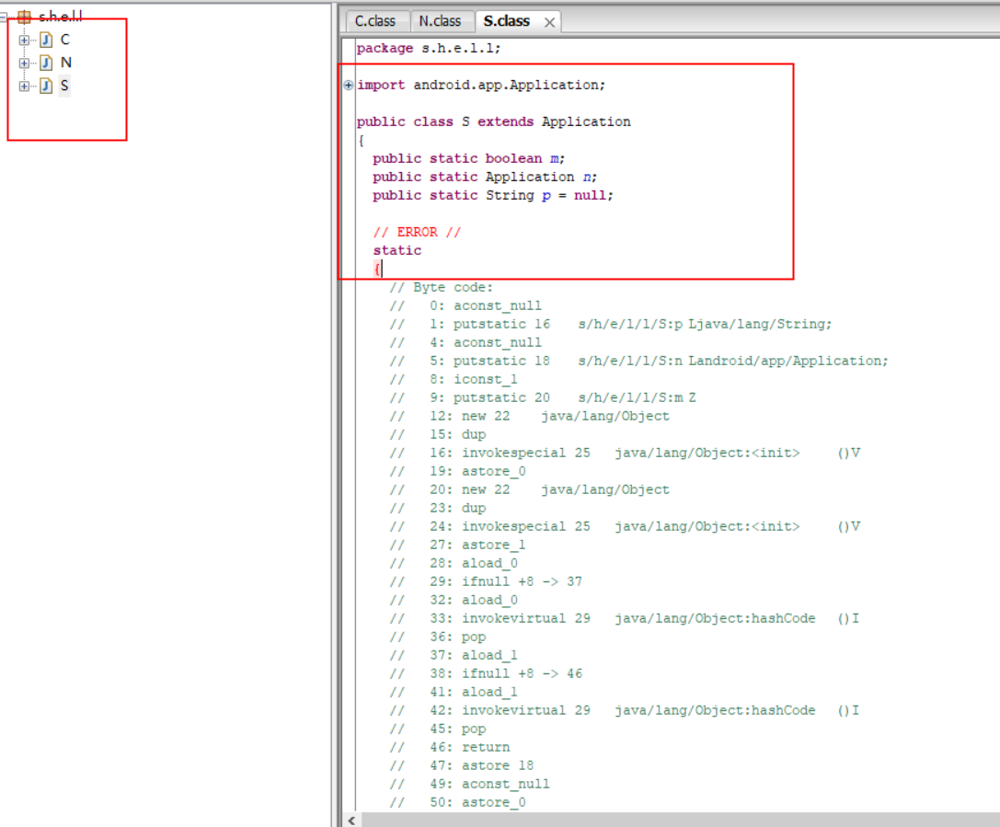 s.h.e.l.l
C
N
S
C.class N.class S.class
package s.h.e.l.l;
import android.app.Application;
public class S extends Application
{
public static boolean m;
public static Application n;
public static String p = null;
// ERROR //
static
{
// Byte code:
// 0: aconst_null
// 1: putstatic 16 s/h/e/l/l/S:p Ljava/lang/String;
// 4: aconst_null
// 5: putstatic 18 s/h/e/l/l/S:n Landroid/app/Application;
// 8: iconst_1
// 9: putstatic 20 s/h/e/l/l/S:m Z
// 12: new 22 java/lang/Object
// 15: dup
// 16: invokespecial 25 java/lang/Object:<init> ()V
// 19: astore_0
// 20: new 22 java/lang/Object
// 23: dup
// 24: invokespecial 25 java/lang/Object:<init> ()V
// 27: astore_1
// 28: aload_0
// 29: ifnull +8 -> 37
// 32: aload_0
// 33: invokevirtual 29 java/lang/Object:hashCode ()I
// 36: pop
// 37: aload_1
// 38: ifnull +8 -> 46
// 41: aload_1
// 42: invokevirtual 29 java/lang/Object:hashCode ()I
// 45: pop
// 46: return
// 47: astore 18
// 49: aconst_null
// 50: astore_0